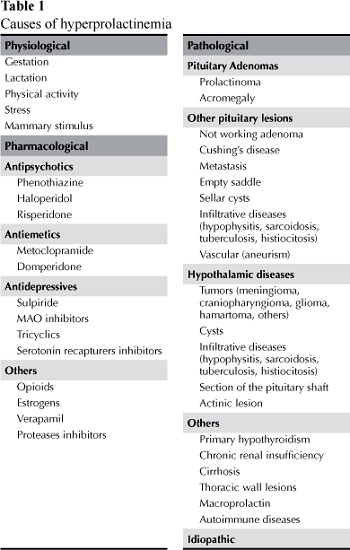 Table 1
Causes of hyperprolactinemia
Physiological
Gestation
Lactation
Physical activity
Stress
Mammary stimulus
Pharmacological
Antipsychotics
Phenothiazine
Haloperidol
Risperidone
Antiemetics
Metoclopramide
Domperidone
Antidepressives
Sulpiride
MAO inhibitors
Tricyclics
Serotonin recapturers inhibitors
Others
Opioids
Estrogens
Verapamil
Proteases inhibitors
Pathological
Pituitary Adenomas
Prolactinoma
Acromegaly
Other pituitary lesions
Not working adenoma
Cushing's disease
Metastasis
Empty saddle
Sellar cysts
Infiltrative diseases
(hypophysitis, sarcoidosis,
tuberculosis, histiocitosis)
Vascular (aneurism)
Hypothalamic diseases
Tumors (meningioma,
craniopharyngioma, glioma,
hamartoma, others)
Cysts
Infiltrative diseases
(hypophysitis, sarcoidosis,
tuberculosis, histiocitosis)
Section of the pituitary shaft
Actinic lesion
Others
Primary hypothyroidism
Chronic renal insufficiency
Cirrhosis
Thoracic wall lesions
Macroprolactin
Autoimmune diseases
Idiopathic